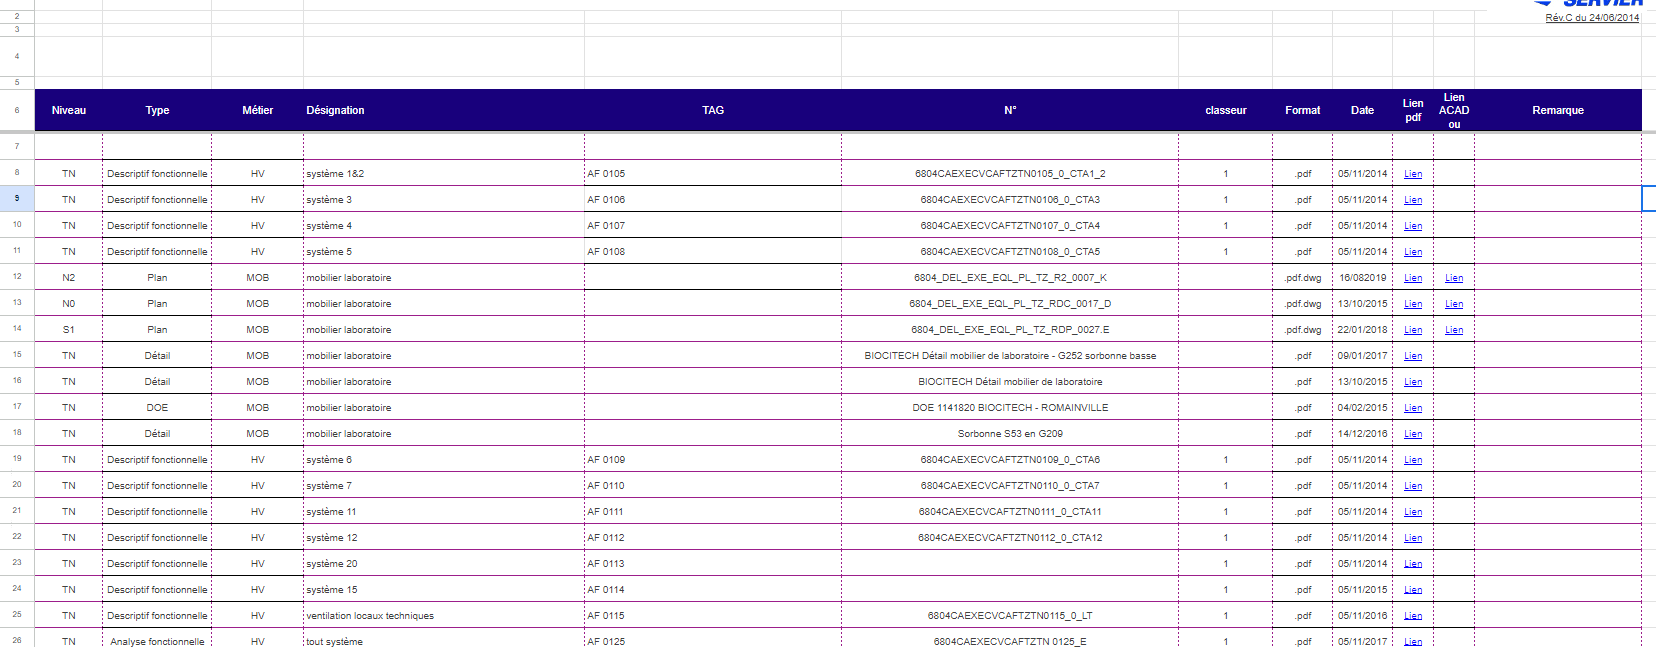 SERVIER
2 Rév.C du 24/06/2014
3
4
5
6 Niveau Type Métier Désignation TAG N° classeur Format Date Lien pdf Lien ACAD ou Remarque
7
8 TN Descriptif fonctionnelle HV système 1&2 AF 0105 6804CAEXECVCAFTZTN0105_0_CTA1_2 1 .pdf 05/11/2014 Lien
9 TN Descriptif fonctionnelle HV système 3 AF 0106 6804CAEXECVCAFTZTN0106_0_CTA3 1 .pdf 05/11/2014 Lien
10 TN Descriptif fonctionnelle HV système 4 AF 0107 6804CAEXECVCAFTZTN0107_0_CTA4 1 .pdf 05/11/2014 Lien
11 TN Descriptif fonctionnelle HV système 5 AF 0108 6804CAEXECVCAFTZTN0108_0_CTA5 1 .pdf 05/11/2014 Lien
12 N2 Plan MOB mobilier laboratoire 6804_DEL_EXE_EQL_PL_TZ_R2_0007_K .pdf.dwg 16/082019 Lien Lien
13 N0 Plan MOB mobilier laboratoire 6804_DEL_EXE_EQL_PL_TZ_RDC_0017_D .pdf.dwg 13/10/2015 Lien Lien
14 S1 Plan MOB mobilier laboratoire 6804_DEL_EXE_EQL_PL_TZ_RDP_0027.E .pdf.dwg 22/01/2018 Lien Lien
15 TN Détail MOB mobilier laboratoire BIOCITECH Détail mobilier de laboratoire - G252 sorbonne basse .pdf 09/01/2017 Lien
16 TN Détail MOB mobilier laboratoire BIOCITECH Détail mobilier de laboratoire .pdf 13/10/2015 Lien
17 TN DOE MOB mobilier laboratoire DOE 1141820 BIOCITECH - ROMAINVILLE .pdf 04/02/2015 Lien
18 TN Détail MOB mobilier laboratoire Sorbonne S53 en G209 .pdf 14/12/2016 Lien
19 TN Descriptif fonctionnelle HV système 6 AF 0109 6804CAEXECVCAFTZTN0109_0_CTA6 1 .pdf 05/11/2014 Lien
20 TN Descriptif fonctionnelle HV système 7 AF 0110 6804CAEXECVCAFTZTN0110_0_CTA7 1 .pdf 05/11/2014 Lien
21 TN Descriptif fonctionnelle HV système 11 AF 0111 6804CAEXECVCAFTZTN0111_0_CTA11 1 .pdf 05/11/2014 Lien
22 TN Descriptif fonctionnelle HV système 12 AF 0112 6804CAEXECVCAFTZTN0112_0_CTA12 1 .pdf 05/11/2014 Lien
23 TN Descriptif fonctionnelle HV système 20 AF 0113 1 .pdf 05/11/2014 Lien
24 TN Descriptif fonctionnelle HV système 15 AF 0114 1 .pdf 05/11/2015 Lien
25 TN Descriptif fonctionnelle HV ventilation locaux techniques AF 0115 6804CAEXECVCAFTZTN0115_0_LT 1 .pdf 05/11/2016 Lien
26 TN Analyse fonctionnelle HV tout système AF 0125 6804CAEXECVCAFTZTN 0125_E 1 .pdf 05/11/2017 Lien